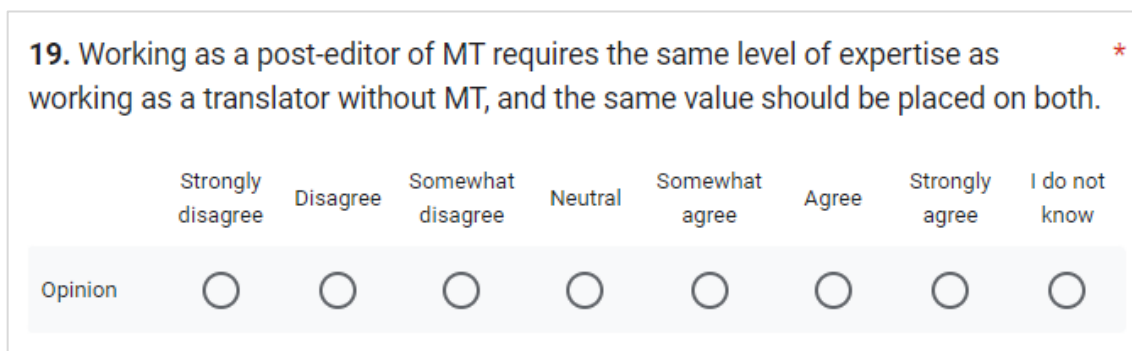 19. Working as a post-editor of MT requires the same level of expertise as *
working as a translator without MT, and the same value should be placed on both.
Strongly disagree
Disagree
Somewhat disagree
Neutral
Somewhat agree
Agree
Strongly agree
I do not know
Opinion